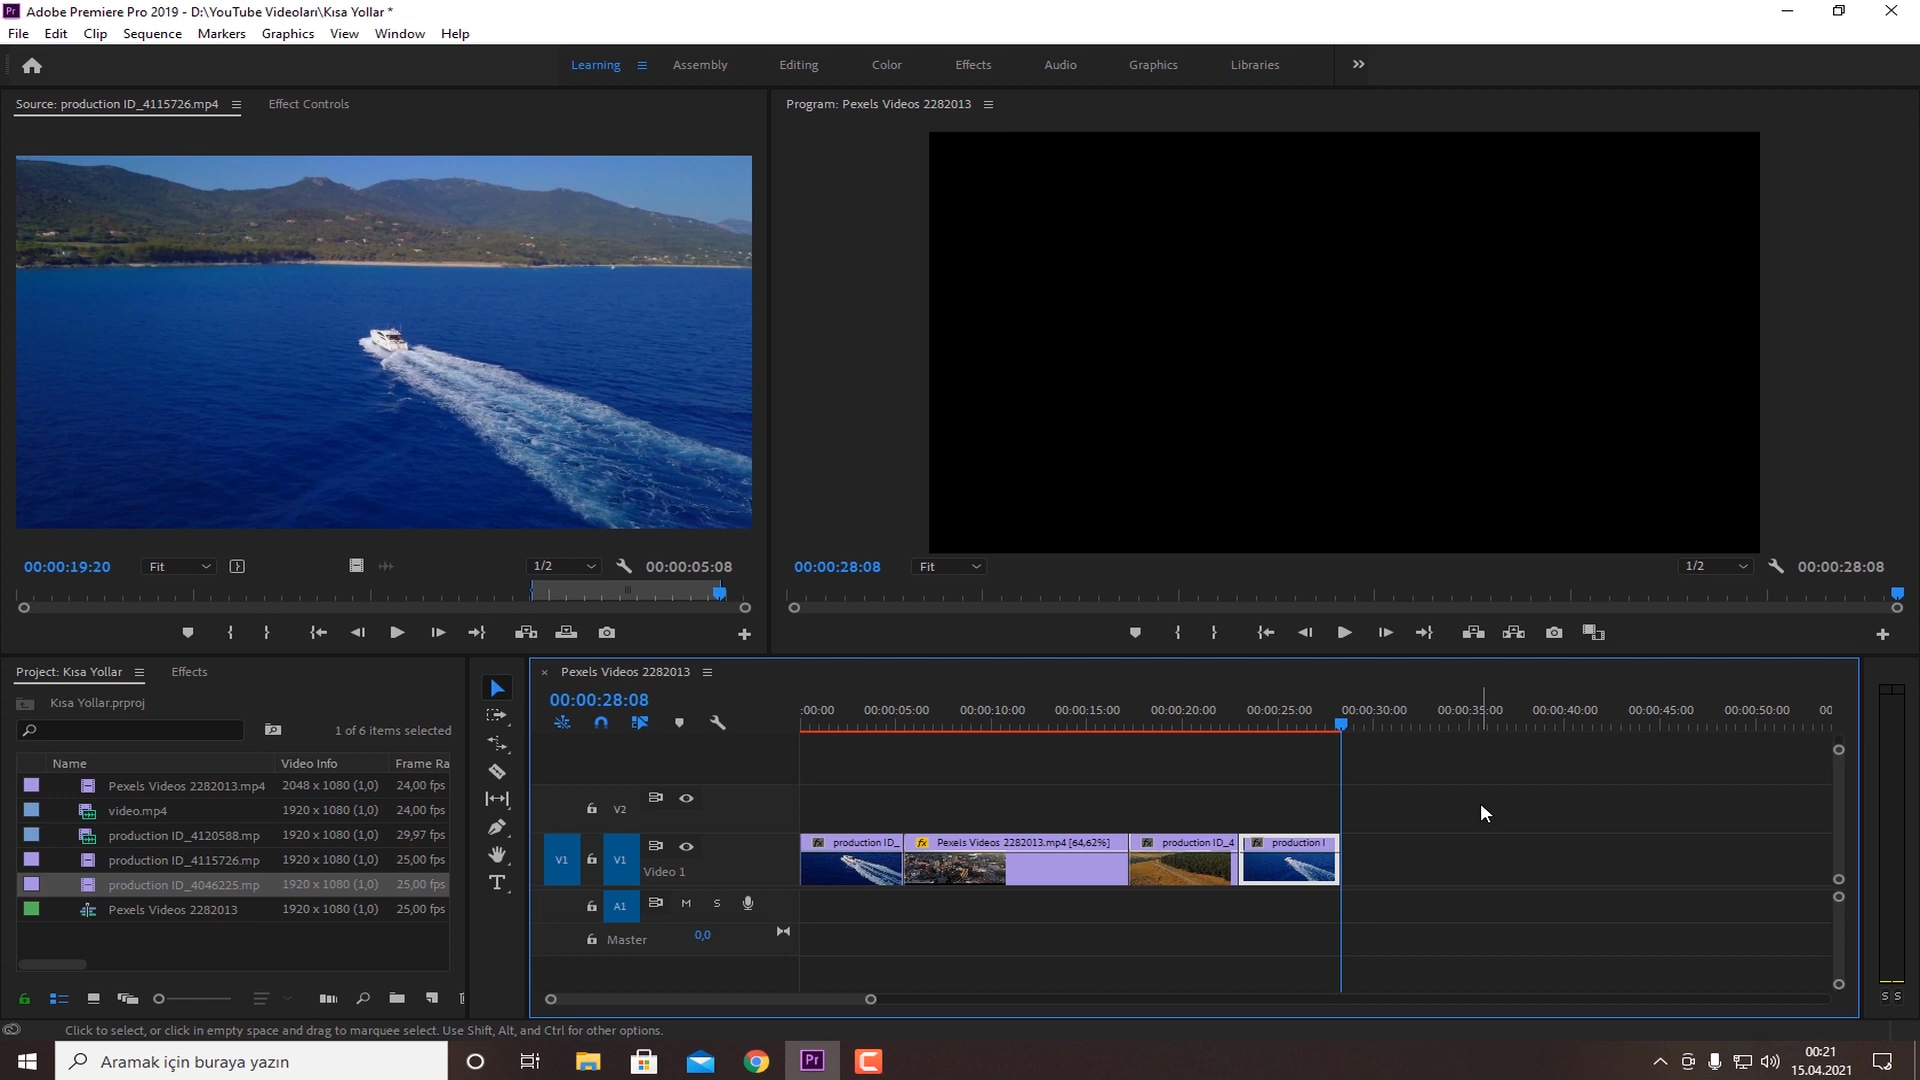 Adobe Premiere Pro 2019 - D:\YouTube Videoları\Kısa Yollar *
File Edit Clip Sequence Markers Graphics View Window Help
Learning Assembly Editing Color Effects Audio Graphics Libraries
Source: production ID_4115726.mp4 Effect Controls
Program: Pexels Videos 2282013
00:00:19:20 Fit 1/2 00:00:05:08
00:00:28:08 Fit 1/2 00:00:28:08
Project: Kısa Yollar Effects
Kısa Yollar.prproj
1 of 6 items selected
Name Video Info Frame Ra
Pexels Videos 2282013.mp4 2048 x 1080 (1,0) 24,00 fps
video.mp4 1920 x 1080 (1,0) 24,00 fps
production ID_4120588.mp 1920 x 1080 (1,0) 29,97 fps
production ID_4115726.mp 1920 x 1080 (1,0) 25,00 fps
production ID_4046225.mp 1920 x 1080 (1,0) 25,00 fps
Pexels Videos 2282013 1920 x 1080 (1,0) 25,00 fps
Pexels Videos 2282013
00:00:28:08
:00:00 00:00:05:00 00:00:10:00 00:00:15:00 00:00:20:00 00:00:25:00 00:00:30:00 00:00:35:00 00:00:40:00 00:00:45:00 00:00:50:00 00
V2
fx production ID_ fx Pexels Videos 2282013.mp4 [64,62%] fx production ID_4 fx production I
V1 V1
Video 1
A1 M S
Master 0,0
S S
Click to select, or click in empty space and drag to marquee select. Use Shift, Alt, and Ctrl for other options.
Aramak için buraya yazın
Pr
00:21
15.04.2021